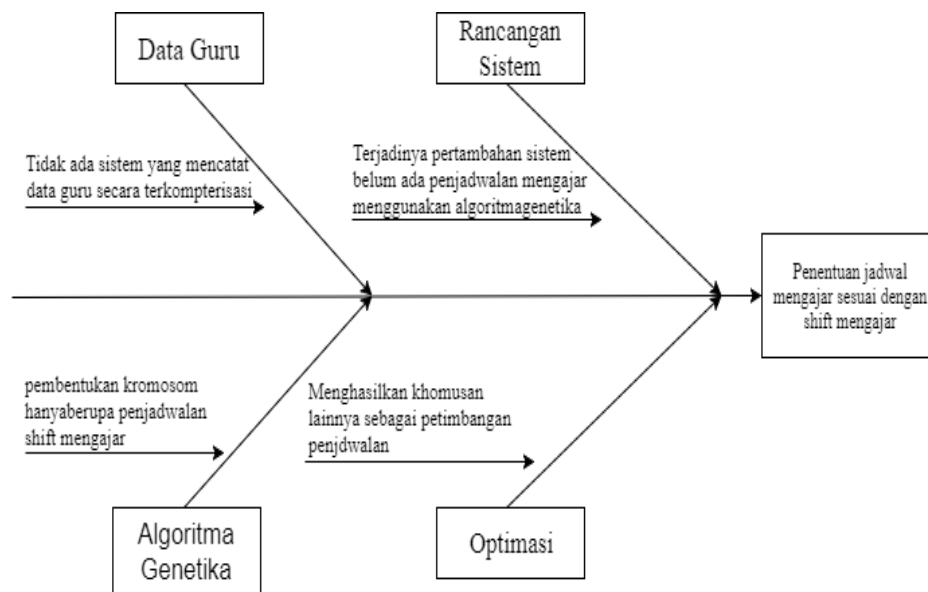 Data Guru
Rancangan
Sistem
Tidak ada sistem yang mencatat
data guru secara terkompterisasi
Terjadinya pertambahan sistem
belum ada penjadwalan mengajar
menggunakan algoritmagenetika
Penentuan jadwal
mengajar sesuai dengan
shift mengajar
pembentukan kromosom
hanyaberupa penjadwalan
shift mengajar
Menghasilkan khomusan
lainnya sebagai petimbangan
penjdwalan
Algoritma
Genetika
Optimasi